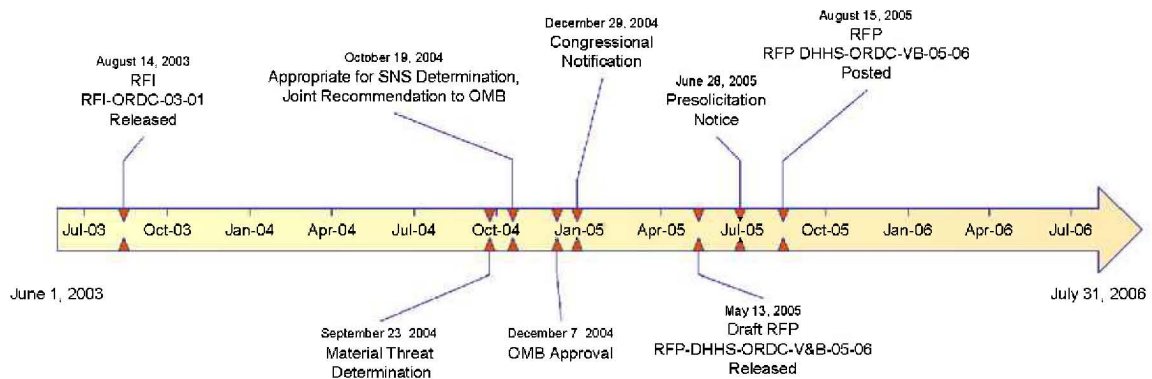 August 14, 2003
RFI
RFI-ORDC-03-01
Released
October 19, 2004
Appropriate for SNS Determination,
Joint Recommendation to OMB
December 29, 2004
Congressional
Notification
June 28, 2005
Presolicitation
Notice
August 15, 2005
RFP
RFP DHHS-ORDC-VB-05-06
Posted
Jul-03 Oct-03 Jan-04 Apr-04 Jul-04 Oct-04 Jan-05 Apr-05 Jul-05 Oct-05 Jan-06 Apr-06 Jul-06
June 1, 2003
July 31, 2006
September 23, 2004
Material Threat
Determination
December 7, 2004
OMB Approval
May 13, 2005
Draft RFP
RFP-DHHS-ORDC-V&B-05-06
Released